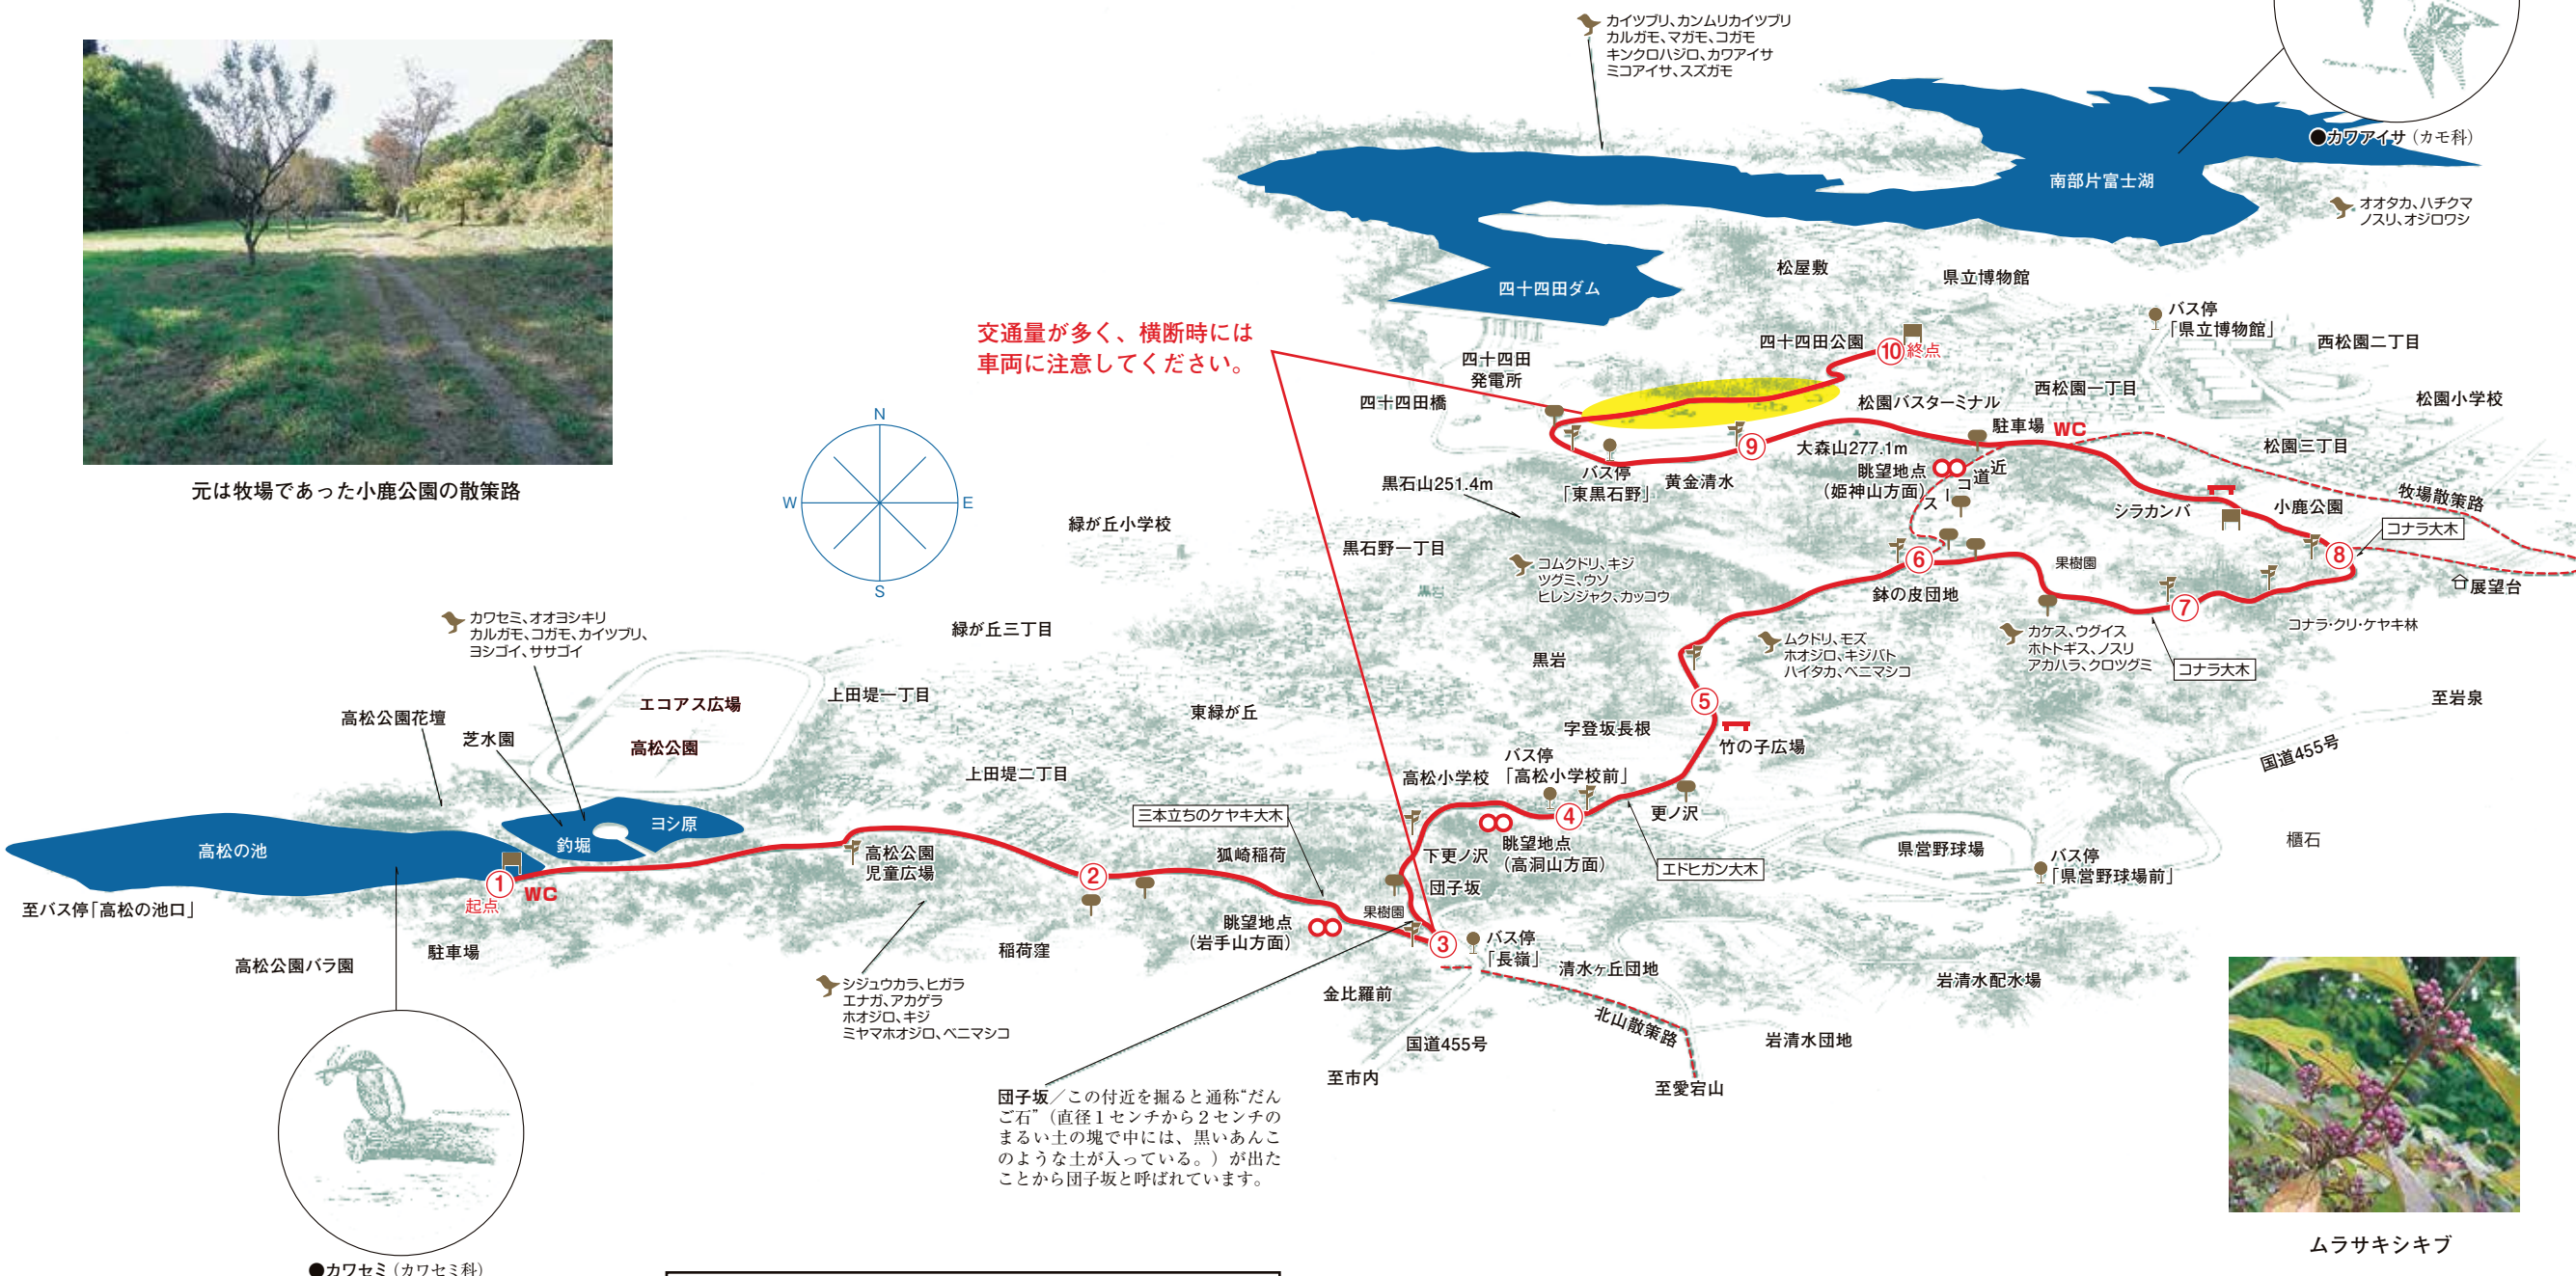 カイツブリ、カンムリカイツブリ
カルガモ、マガモ、コガモ
キンクロハジロ、カワアイサ
ミコアイサ、スズガモ
●カワアイサ（カモ科）
南部片富士湖
オオタカ、ハチクマ
ノスリ、オジロワシ
四十四田ダム
松屋敷
県立博物館
バス停
「県立博物館」
西松園二丁目
交通量が多く、横断時には
車両に注意してください。
四十四田
発電所
四十四田公園
⑩終点
四十四田橋
西松園一丁目
松園小学校
松園バスターミナル
駐車場
WC
松園三丁目
⑨
大森山277.1m
バス停
「東黒石野」
黄金清水
眺望地点
（姫神山方面）
近道コース
黒石山251.4m
シラカンバ
小鹿公園
牧場散策路
コナラ大木
⑧
展望台
元は牧場であった小鹿公園の散策路
N
W
E
S
緑が丘小学校
黒石野一丁目
黒岩
コムクドリ、キジ
ツグミ、ウソ
ヒレンジャク、カッコウ
⑥
鉢の皮団地
果樹園
⑦
コナラ・クリ・ケヤキ林
カワセミ、オオヨシキリ
カルガモ、コガモ、カイツブリ、
ヨシゴイ、ササゴイ
緑が丘三丁目
黒岩
ムクドリ、モズ
ホオジロ、キジバト
ハイタカ、ベニマシコ
カケス、ウグイス
ホトトギス、ノスリ
アカハラ、クロツグミ
コナラ大木
エコアス広場
高松公園
上田堤一丁目
東緑が丘
⑤
字登坂長根
竹の子広場
至岩泉
国道455号
高松公園花壇
芝水園
上田堤二丁目
高松小学校
バス停
「高松小学校前」
④
更ノ沢
三本立ちのケヤキ大木
高松の池
釣堀
ヨシ原
高松公園
児童広場
狐崎稲荷
下更ノ沢
眺望地点
（高洞山方面）
エドヒガン大木
県営野球場
バス停
「県営野球場前」
櫃石
①
起点
WC
②
団子坂
果樹園
至バス停「高松の池口」
駐車場
高松公園バラ園
稲荷窪
眺望地点
（岩手山方面）
③
バス停
「長嶺」
清水ヶ丘団地
岩清水配水場
シジュウカラ、ヒガラ
エナガ、アカゲラ
ホオジロ、キジ
ミヤマホオジロ、ベニマシコ
金比羅前
国道455号
北山散策路
岩清水団地
至市内
至愛宕山
団子坂／この付近を掘ると通称“だん
ご石”（直径１センチから２センチの
まるい土の塊で中には、黒いあんこ
のような土が入っている。）が出た
ことから団子坂と呼ばれています。
●カワセミ（カワセミ科）
ムラサキシキブ